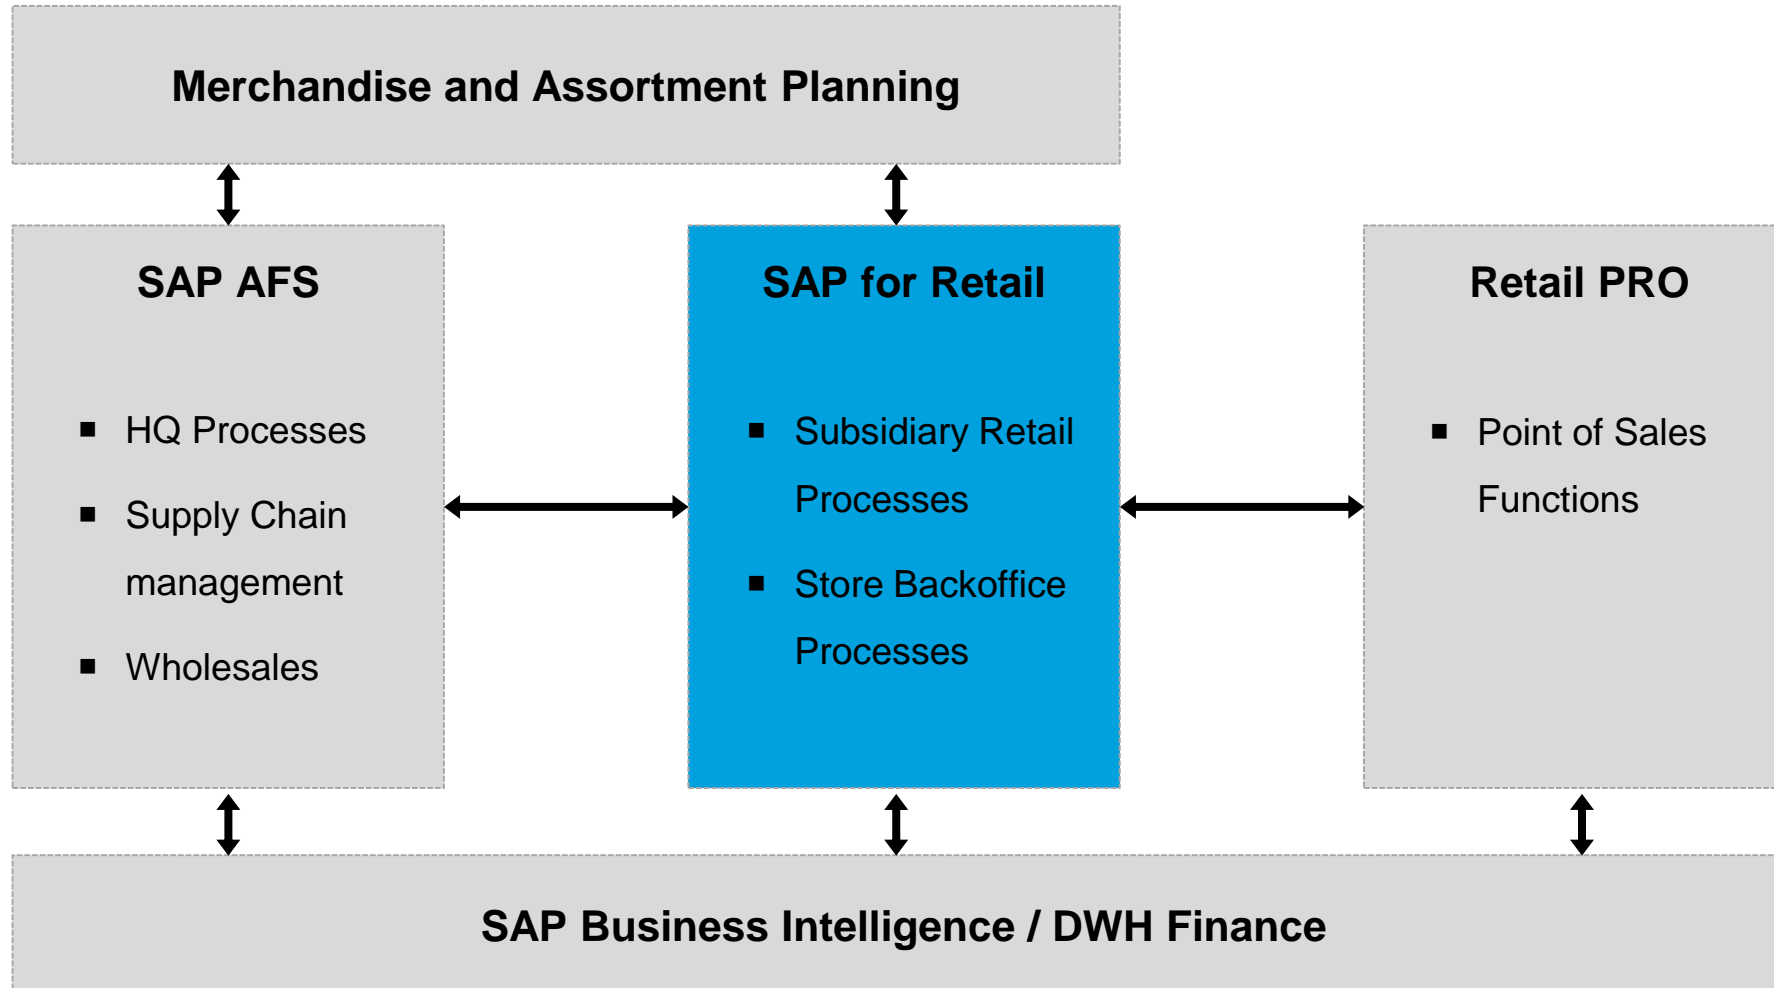 Merchandise and Assortment Planning
SAP AFS
■ HQ Processes
■ Supply Chain
management
■ Wholesales
SAP for Retail
■ Subsidiary Retail
Processes
■ Store Backoffice
Processes
Retail PRO
■ Point of Sales
Functions
SAP Business Intelligence / DWH Finance